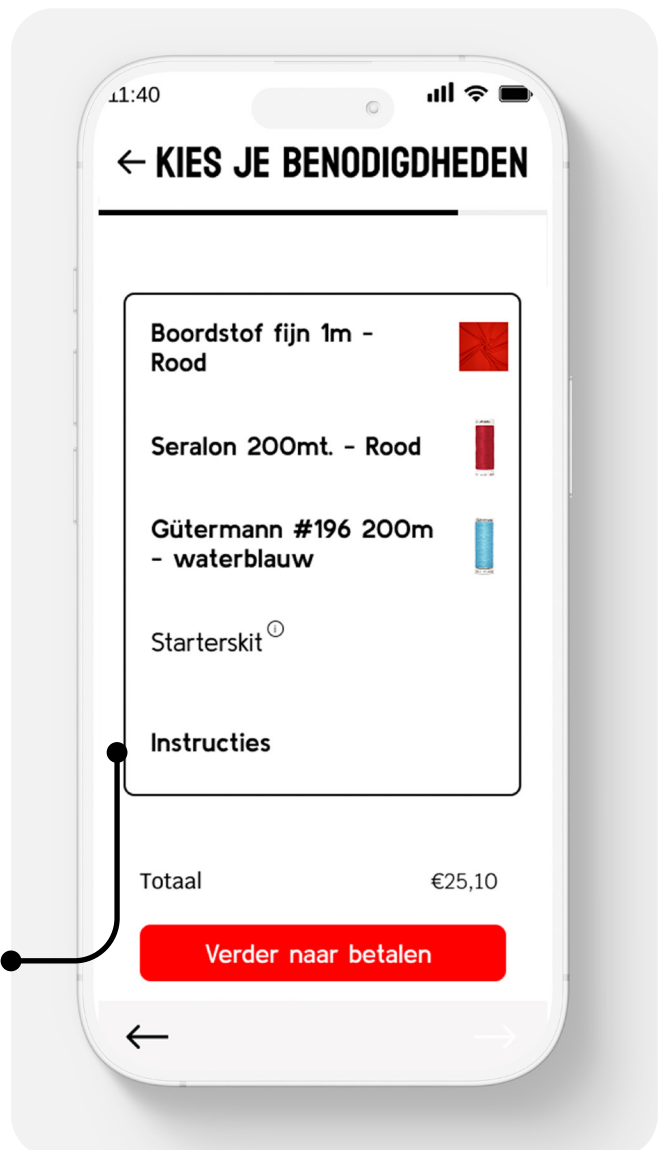 11:40
← KIES JE BENODIGDHEDEN
Boordstof fijn 1m -
Rood
Seralon 200mt. - Rood
Gütermann #196 200m
- waterblauw
Starterskit ⓘ
Instructies
Totaal €25,10
Verder naar betalen